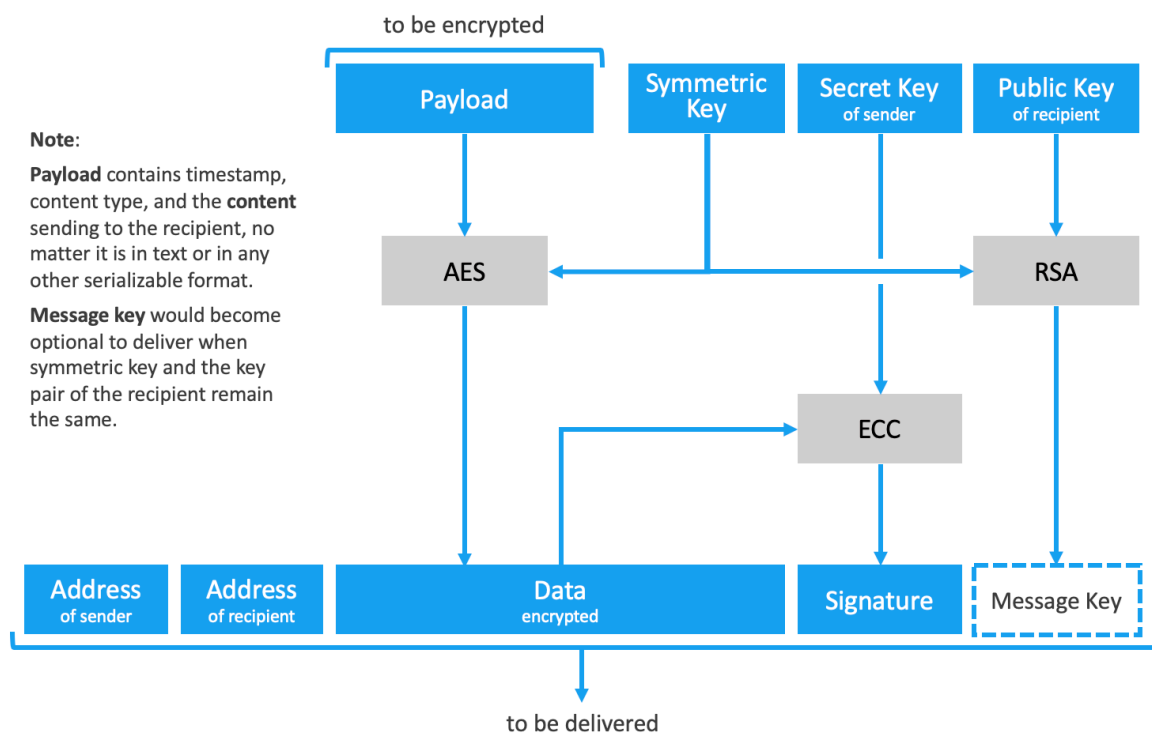 to be encrypted
Payload
Symmetric
Key
Secret Key
of sender
Public Key
of recipient
Note:
Payload contains timestamp,
content type, and the content
sending to the recipient, no
matter it is in text or in any
other serializable format.
Message key would become
optional to deliver when
symmetric key and the key
pair of the recipient remain
the same.
AES
RSA
ECC
Address
of sender
Address
of recipient
Data
encrypted
Signature
Message Key
to be delivered